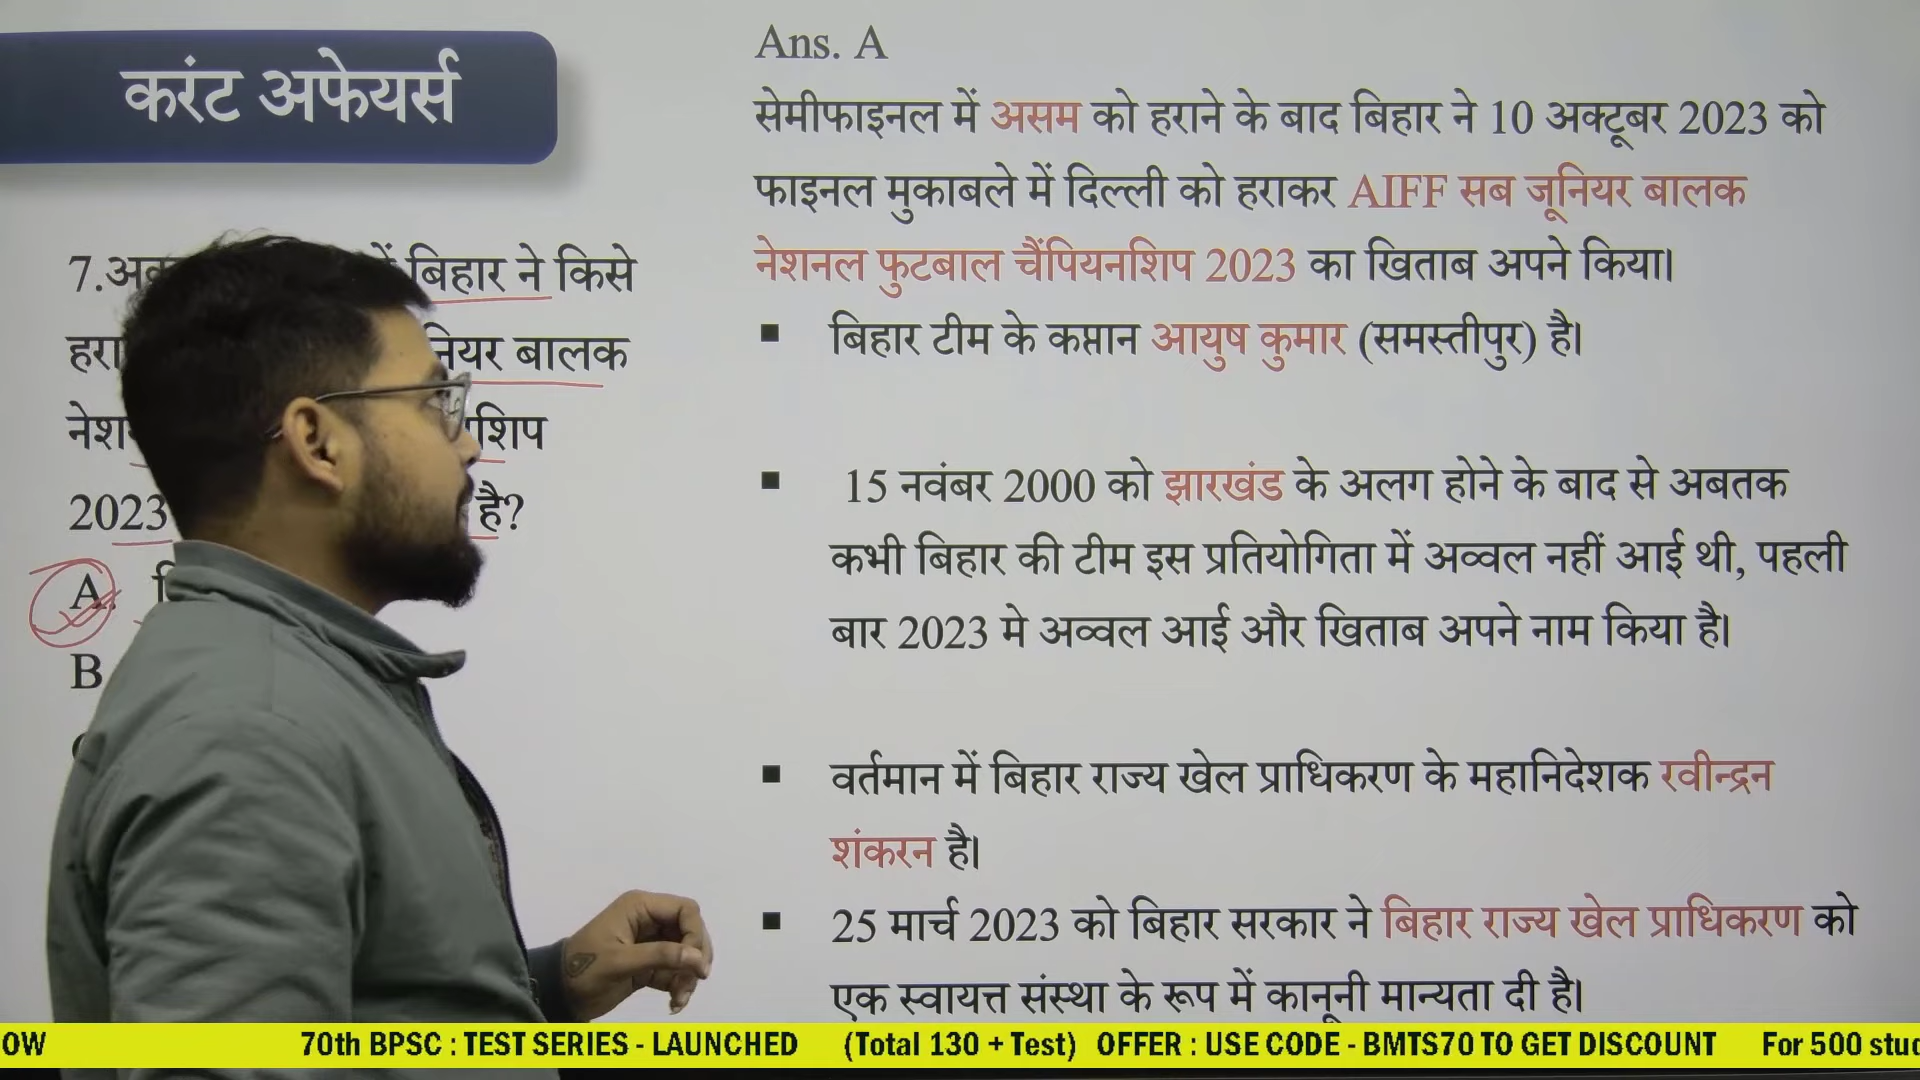 करंट अफेयर्स
7. में बिहार ने किसे
बालक
2023 है?
A.
B
Ans. A
सेमीफाइनल में असम को हराने के बाद बिहार ने 10 अक्टूबर 2023 को
फाइनल मुकाबले में दिल्ली को हराकर AIFF सब जूनियर बालक
नेशनल फुटबाल चैंपियनशिप 2023 का खिताब अपने किया।
▪ बिहार टीम के कप्तान आयुष कुमार (समस्तीपुर) है।
▪ 15 नवंबर 2000 को झारखंड के अलग होने के बाद से अबतक
कभी बिहार की टीम इस प्रतियोगिता में अव्वल नहीं आई थी, पहली
बार 2023 मे अव्वल आई और खिताब अपने नाम किया है।
▪ वर्तमान में बिहार राज्य खेल प्राधिकरण के महानिदेशक रवीन्द्रन
शंकरन है।
▪ 25 मार्च 2023 को बिहार सरकार ने बिहार राज्य खेल प्राधिकरण को
एक स्वायत्त संस्था के रूप में कानूनी मान्यता दी है।
OW 70th BPSC : TEST SERIES - LAUNCHED (Total 130 + Test) OFFER : USE CODE - BMTS70 TO GET DISCOUNT For 500